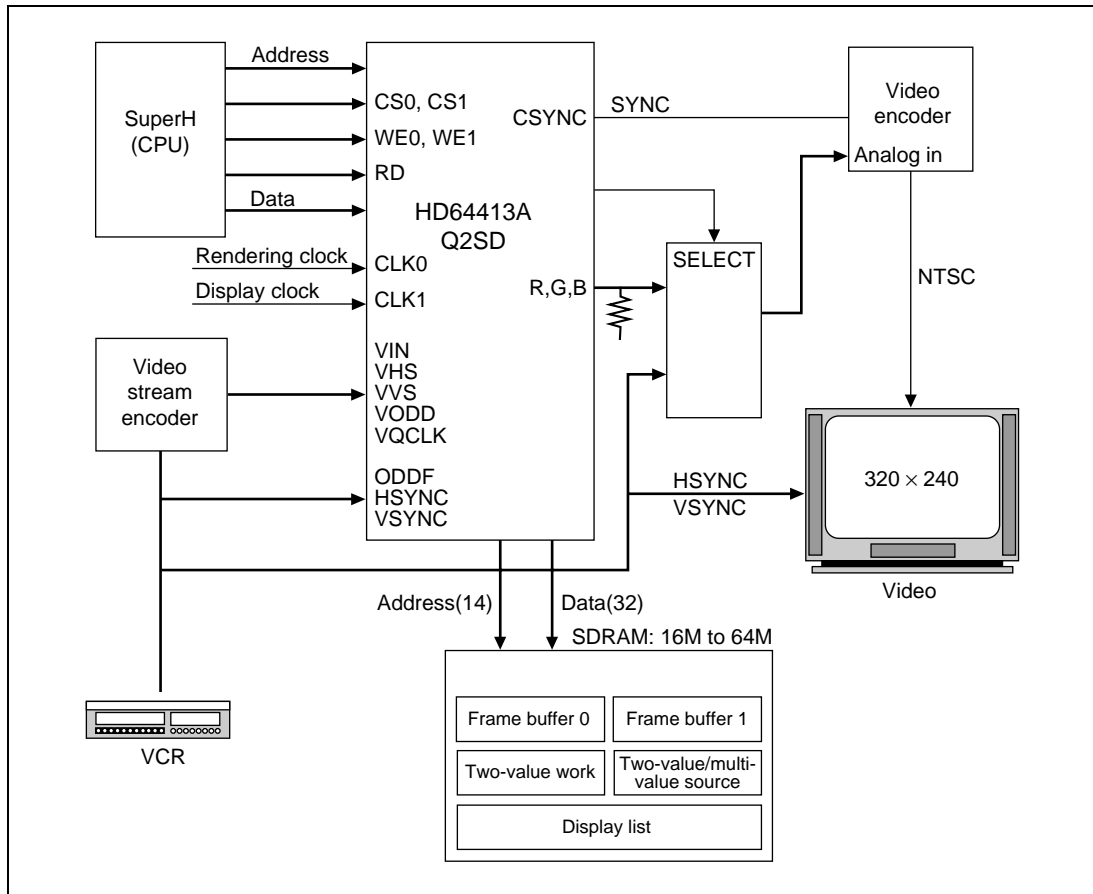 SuperH
(CPU)
Address
CS0, CS1
WE0, WE1
RD
Data
HD64413A
Q2SD
Rendering clock
CLK0
Display clock
CLK1
CSYNC
SYNC
R,G,B
SELECT
Video
encoder
Analog in
NTSC
Video
stream
encoder
VIN
VHS
VVS
VODD
VQCLK
ODDF
HSYNC
VSYNC
HSYNC
VSYNC
320 × 240
Video
VCR
Address(14)
Data(32)
SDRAM: 16M to 64M
Frame buffer 0
Frame buffer 1
Two-value work
Two-value/multi-
value source
Display list